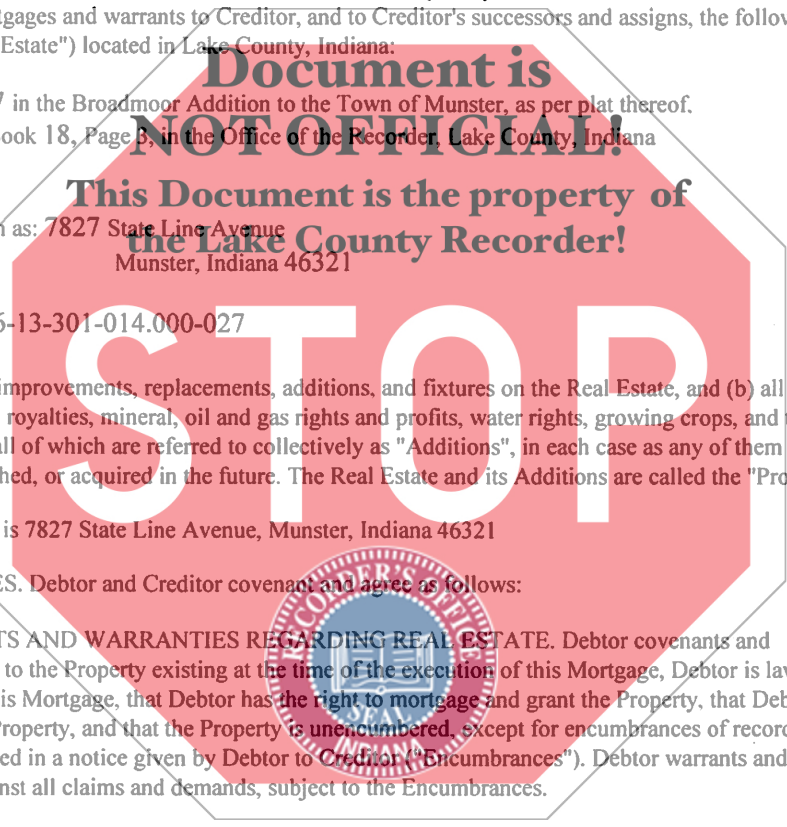 tgages and warrants to Creditor, and to Creditor's successors and assigns, the follow
Estate") located in Lake County, Indiana:
Document is
7 in the Broadmoor Addition to the Town of Munster, as per plat thereof,
ook 18, Page 3, in the Office of the Recorder, Lake County, Indiana
NOT OFFICIAL!
This Document is the property of
the Lake County Recorder!
n as: 7827 State Line Avenue
Munster, Indiana 46321
6-13-301-014.000-027
STOP
improvements, replacements, additions, and fixtures on the Real Estate, and (b) all
royalties, mineral, oil and gas rights and profits, water rights, growing crops, and
all of which are referred to collectively as "Additions", in each case as any of them
hed, or acquired in the future. The Real Estate and its Additions are called the "Pro
is 7827 State Line Avenue, Munster, Indiana 46321
ES. Debtor and Creditor covenant and agree as follows:
TS AND WARRANTIES REGARDING REAL ESTATE. Debtor covenants and
to the Property existing at the time of the execution of this Mortgage, Debtor is law
is Mortgage, that Debtor has the right to mortgage and grant the Property, that Deb
Property, and that the Property is unencumbered, except for encumbrances of record
ed in a notice given by Debtor to Creditor ("Encumbrances"). Debtor warrants and
nst all claims and demands, subject to the Encumbrances.
RECORDER'S OFFICE
SEAL
INDIANA